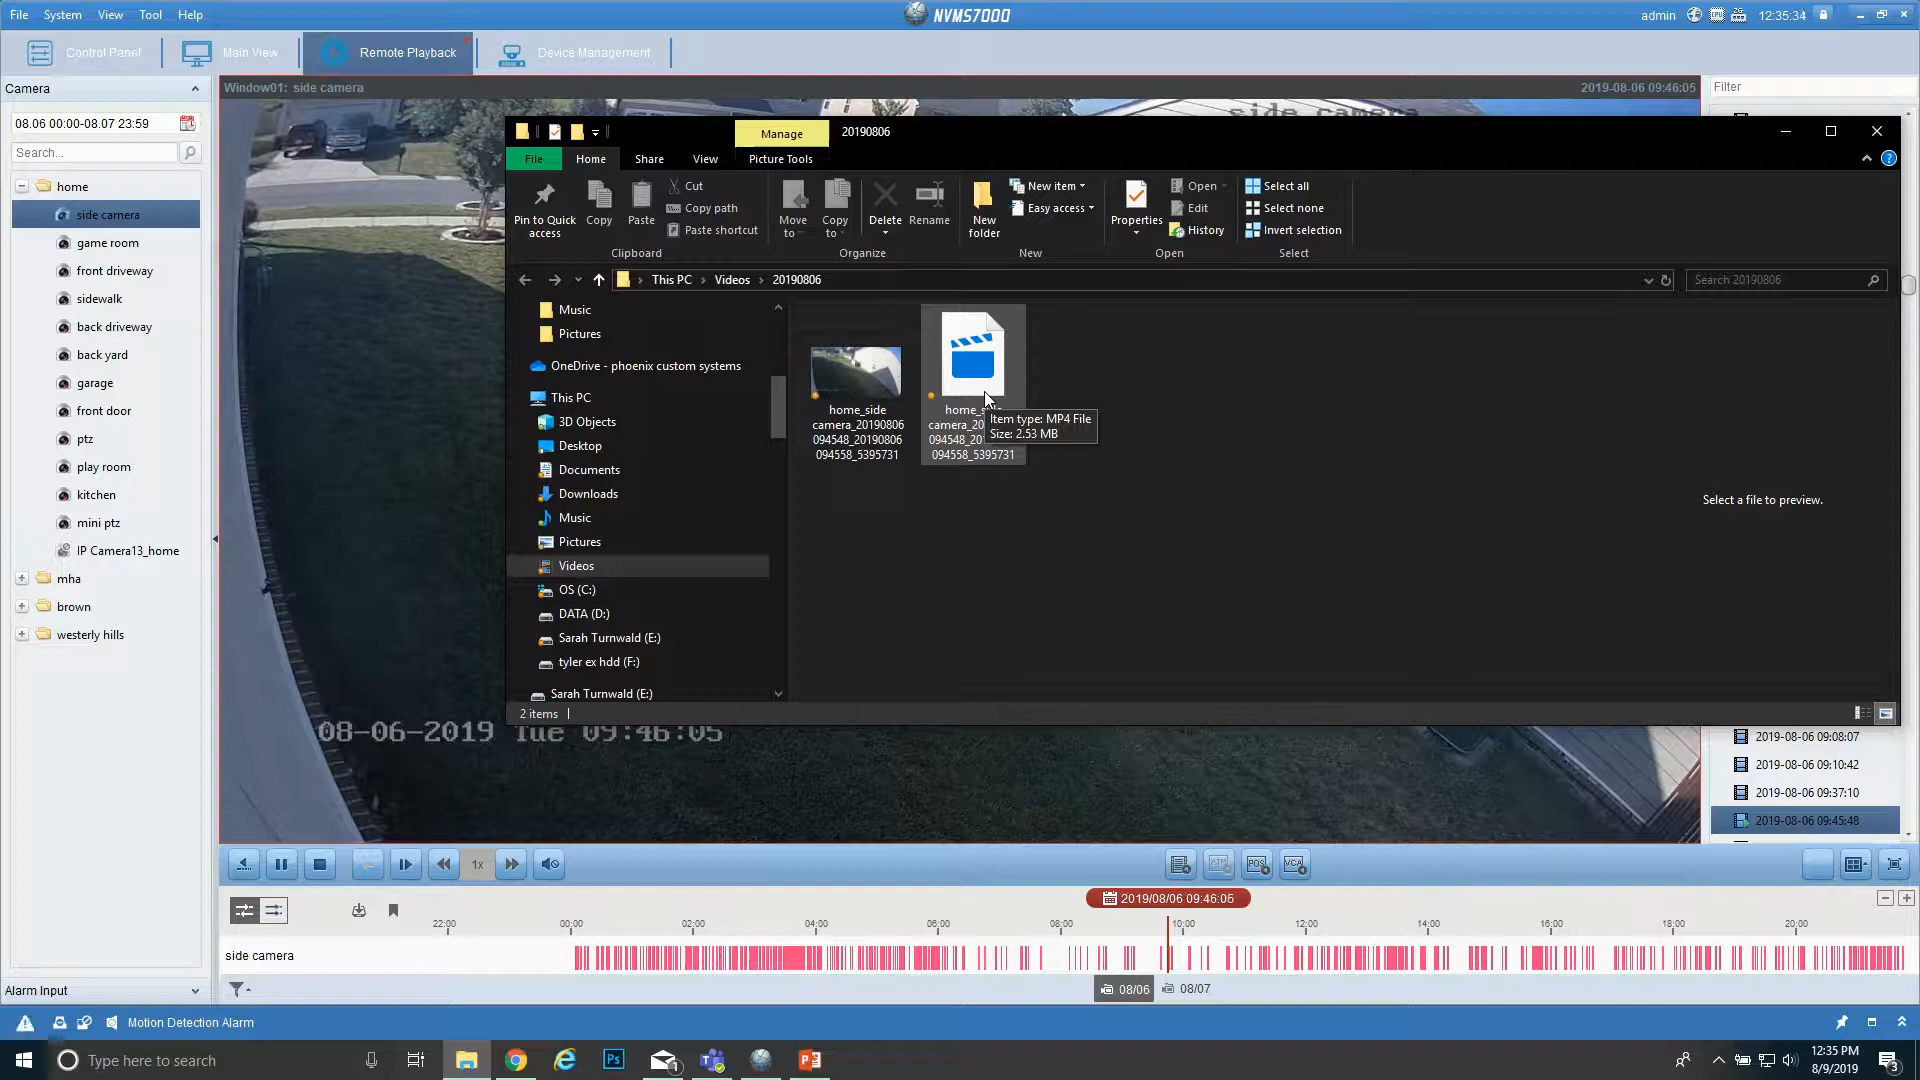 File System View Tool Help
NVMS7000
admin 12:35:34
Control Panel
Main View
Remote Playback
Device Management
Camera
08.06 00:00-08.07 23:59
Search...
home
side camera
game room
front driveway
sidewalk
back driveway
back yard
garage
front door
ptz
play room
kitchen
mini ptz
IP Camera13_home
mha
brown
westerly hills
Alarm Input
Window01: side camera
2019-08-06 09:46:05
side camera
Filter
Manage
20190806
File Home Share View Picture Tools
Pin to Quick access
Copy
Paste
Cut
Copy path
Paste shortcut
Clipboard
Move to
Copy to
Delete
Rename
Organize
New folder
New item
Easy access
New
Properties
Open
Edit
History
Open
Select all
Select none
Invert selection
Select
This PC > Videos > 20190806
Search 20190806
Music
Pictures
OneDrive - phoenix custom systems
This PC
3D Objects
Desktop
Documents
Downloads
Music
Pictures
Videos
OS (C:)
DATA (D:)
Sarah Turnwald (E:)
tyler ex hdd (F:)
Sarah Turnwald (E:)
home_side
camera_20190806
094548_20190806
094558_5395731
094558_5395731
Item type: MP4 File
Size: 2.53 MB
Select a file to preview.
2 items
08-06-2019 Tue 09:46:05
2019-08-06 09:08:07
2019-08-06 09:10:42
2019-08-06 09:37:10
2019-08-06 09:45:48
1x
ATM
POS
VCA
2019/08/06 09:46:05
22:00 00:00 02:00 04:00 06:00 08:00 10:00 12:00 14:00 16:00 18:00 20:00
side camera
08/06 08/07
Motion Detection Alarm
Type here to search
Ps
1
12:35 PM
8/9/2019
3